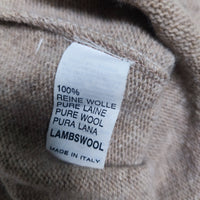 100%
REINE WOLLE
PURE LAINE
PURE WOOL
PURA LANA
LAMBSWOOL
MADE IN ITALY